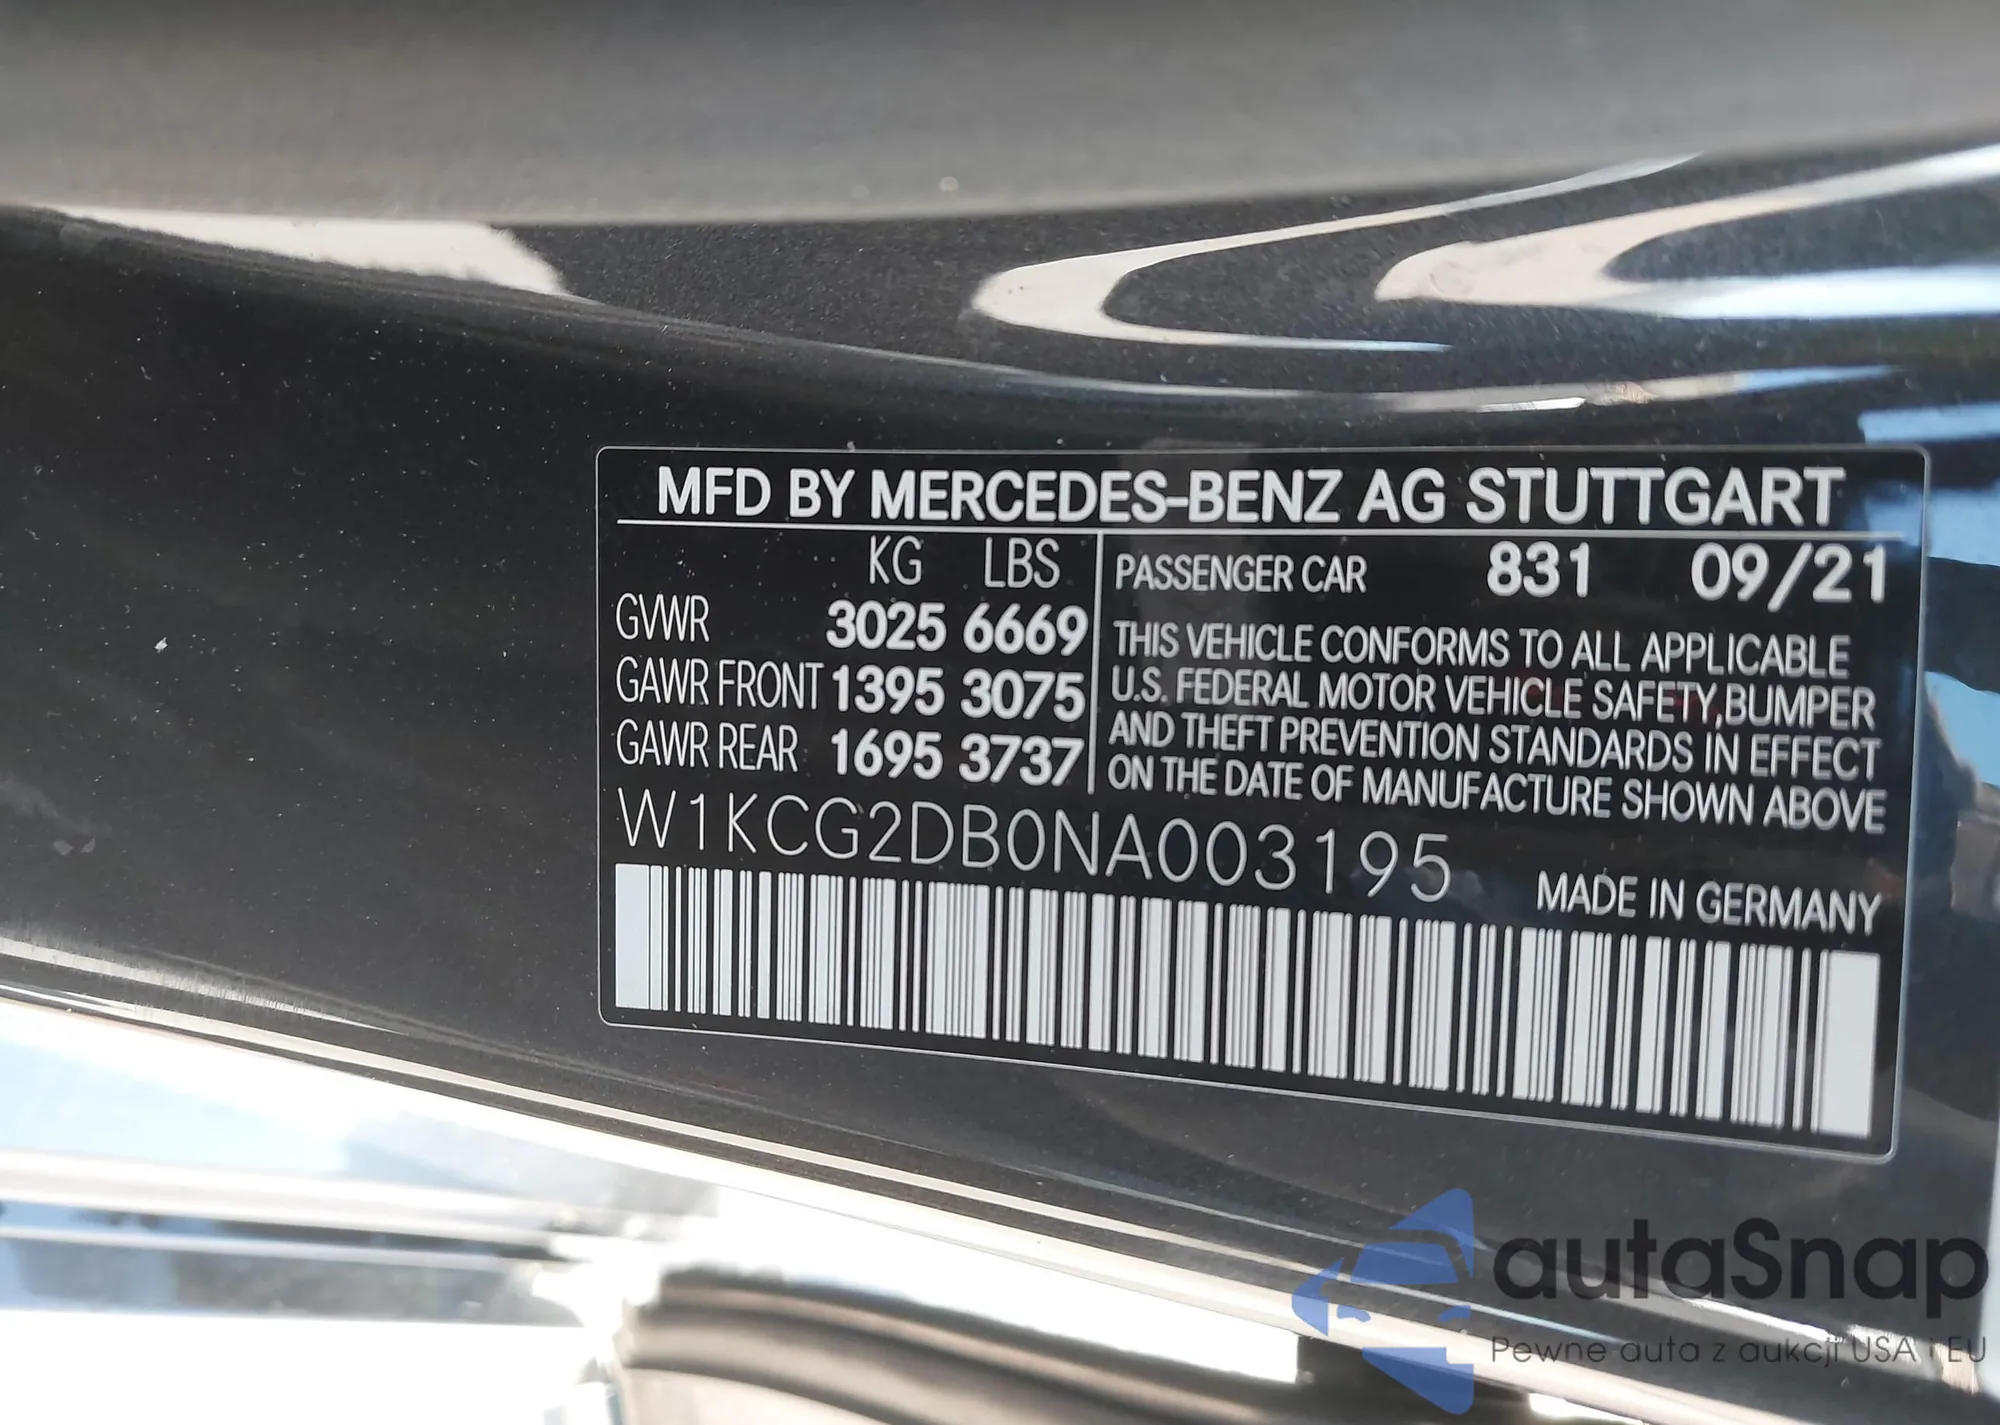 MFD BY MERCEDES-BENZ AG STUTTGART
KG LBS
GVWR 3025 6669
GAWR FRONT 1395 3075
GAWR REAR 1695 3737
PASSENGER CAR 831 09/21
THIS VEHICLE CONFORMS TO ALL APPLICABLE
U.S. FEDERAL MOTOR VEHICLE SAFETY, BUMPER
AND THEFT PREVENTION STANDARDS IN EFFECT
ON THE DATE OF MANUFACTURE SHOWN ABOVE
W1KCG2DB0NA003195
MADE IN GERMANY
autaSnap
Pewne auta z aukcji USA i EU